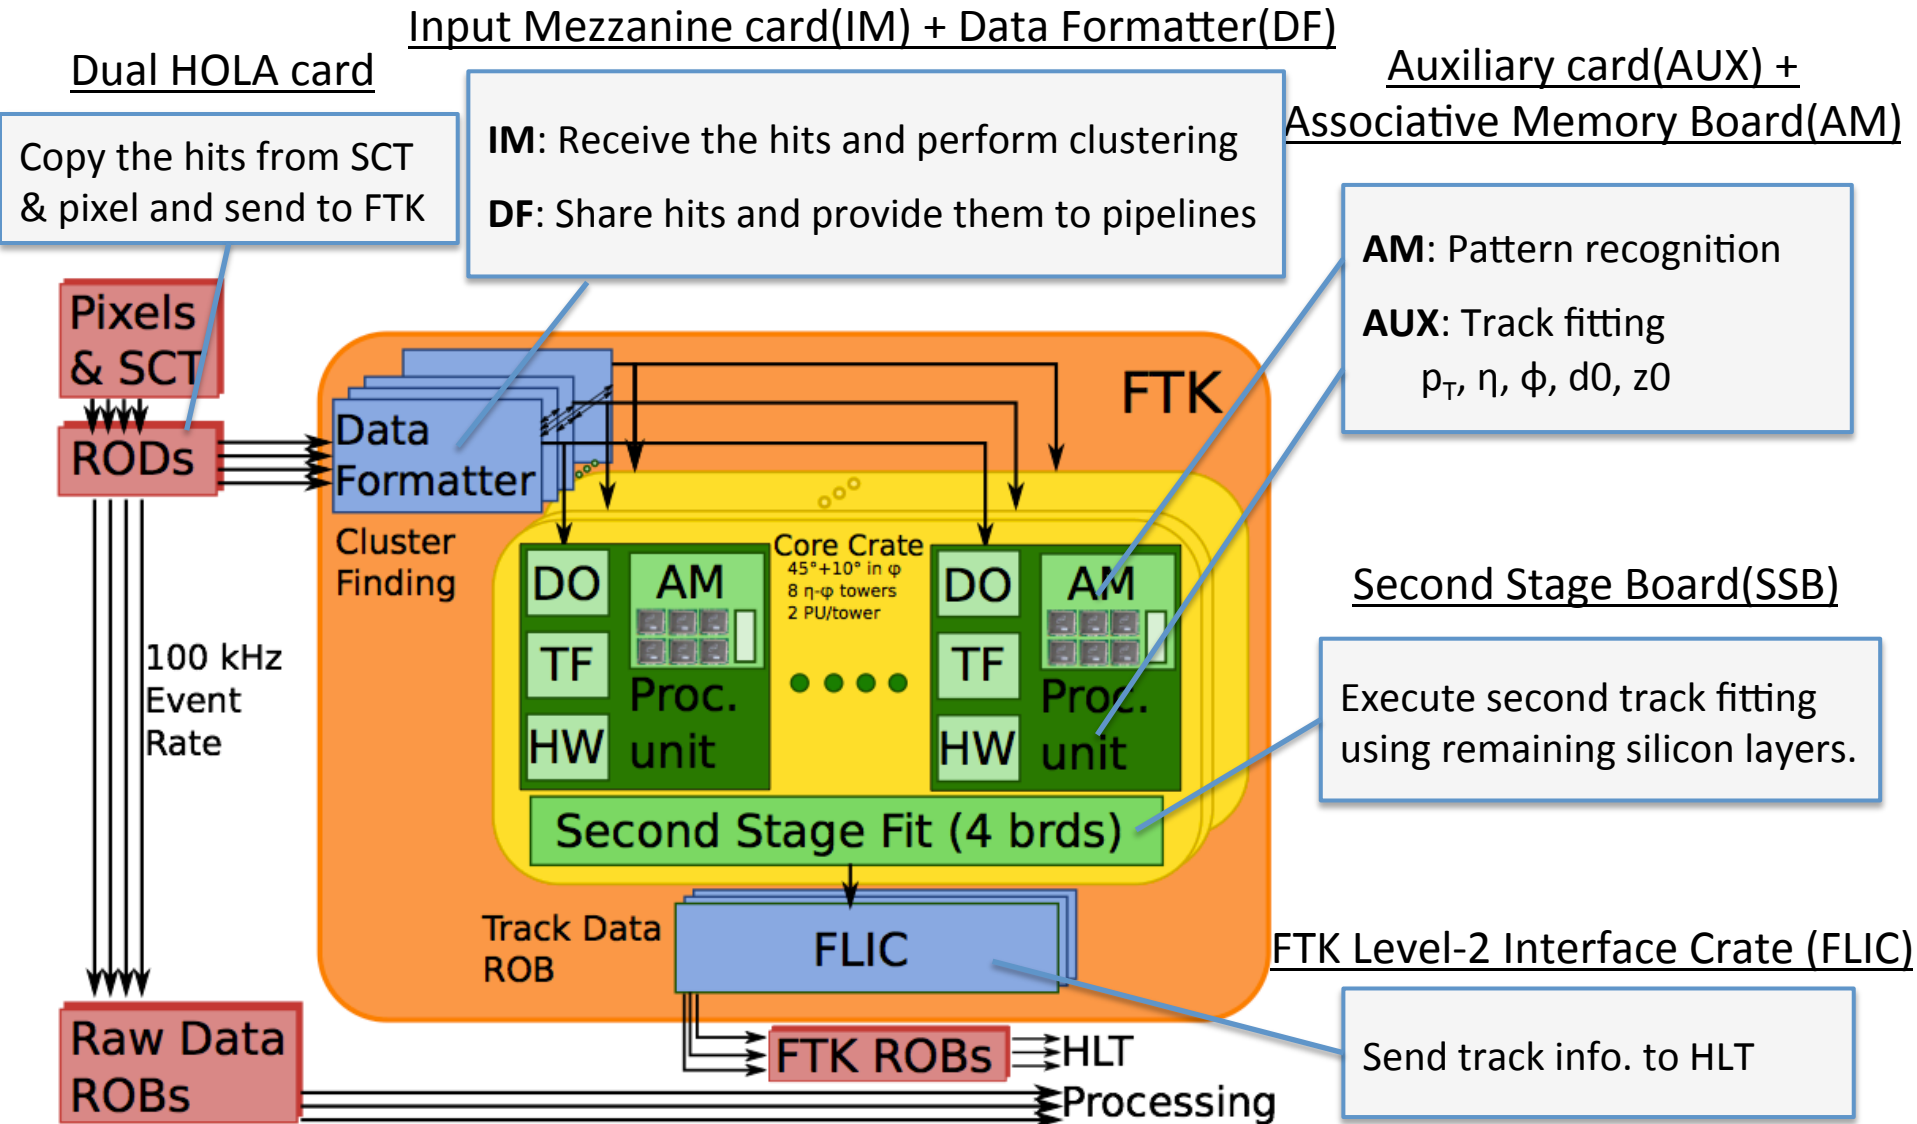 Input Mezzanine card(IM) + Data Formatter(DF)
Dual HOLA card
Auxiliary card(AUX) +
Associative Memory Board(AM)
Copy the hits from SCT
& pixel and send to FTK
IM: Receive the hits and perform clustering
DF: Share hits and provide them to pipelines
AM: Pattern recognition
AUX: Track fitting
pT, η, φ, d0, z0
Pixels
& SCT
RODs
Data
Formatter
FTK
Cluster
Finding
Core Crate
45°+10° in φ
8 η-φ towers
2 PU/tower
DO
AM
TF
Proc.
HW
unit
DO
AM
TF
Proc.
HW
unit
Second Stage Board(SSB)
Execute second track fitting
using remaining silicon layers.
100 kHz
Event
Rate
Second Stage Fit (4 brds)
Track Data
ROB
FLIC
FTK Level-2 Interface Crate (FLIC)
Send track info. to HLT
Raw Data
ROBs
FTK ROBs
HLT
Processing